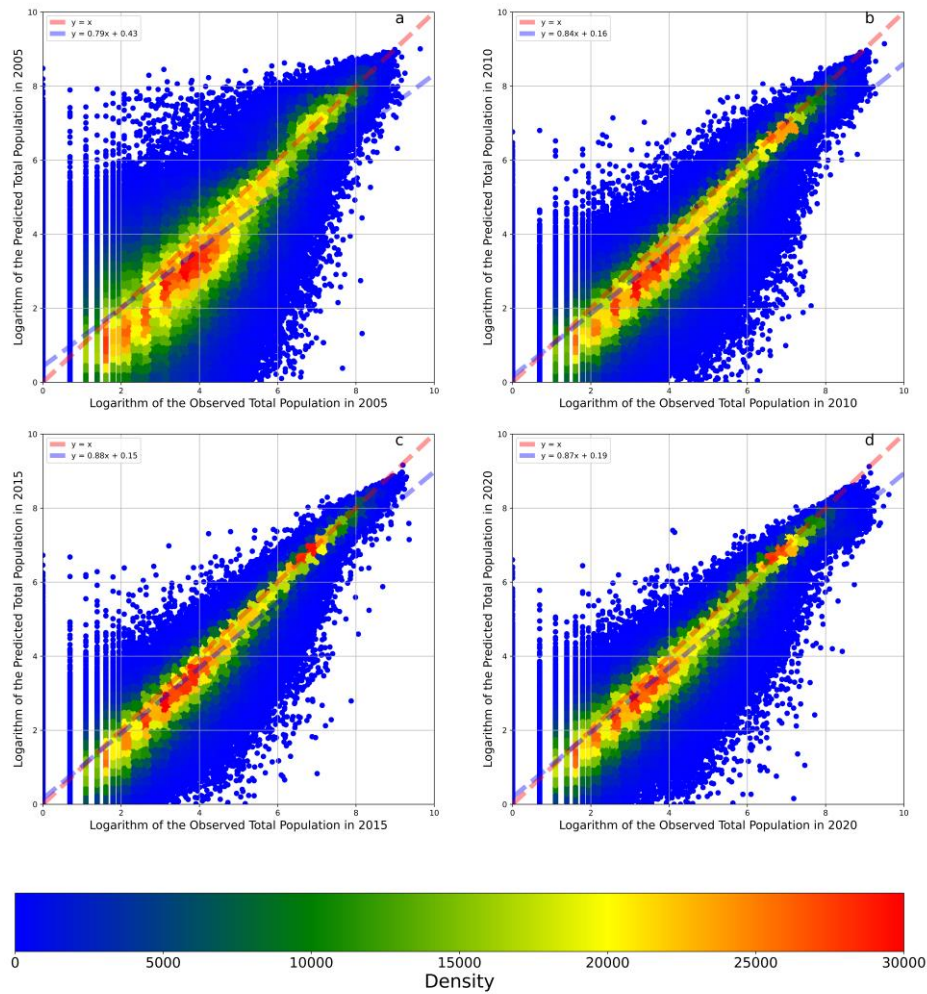 a
y = x
y = 0.79x + 0.43
Logarithm of the Predicted Total Population in 2005
10
8
6
4
2
0
0 2 4 6 8 10
Logarithm of the Observed Total Population in 2005
b
y = x
y = 0.84x + 0.16
Logarithm of the Predicted Total Population in 2010
10
8
6
4
2
0
0 2 4 6 8 10
Logarithm of the Observed Total Population in 2010
c
y = x
y = 0.88x + 0.15
Logarithm of the Predicted Total Population in 2015
10
8
6
4
2
0
0 2 4 6 8 10
Logarithm of the Observed Total Population in 2015
d
y = x
y = 0.87x + 0.19
Logarithm of the Predicted Total Population in 2020
10
8
6
4
2
0
0 2 4 6 8 10
Logarithm of the Observed Total Population in 2020
0 5000 10000 15000 20000 25000 30000
Density